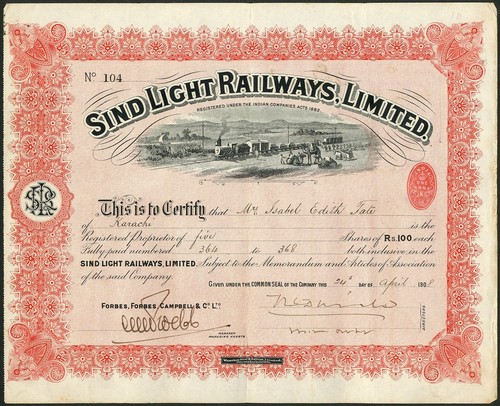 No 104
SIND LIGHT RAILWAYS, LIMITED.
REGISTERED UNDER THE INDIAN COMPANIES ACTS 1882
This is to Certify that Mrs Isabel Edith Tate
of Karachi is the
Registered Proprietor of five Shares of Rs.100 each
Fully paid numbered 364 to 368 both inclusive in the
SIND LIGHT RAILWAYS, LIMITED. Subject to the Memorandum and Articles of Association
of the said Company.
GIVEN UNDER THE COMMON SEAL OF THE COMPANY THIS 24 DAY OF April 1908
FORBES, FORBES, CAMPBELL & Co LTD
MANAGING AGENTS
DIRECTORS
SLR